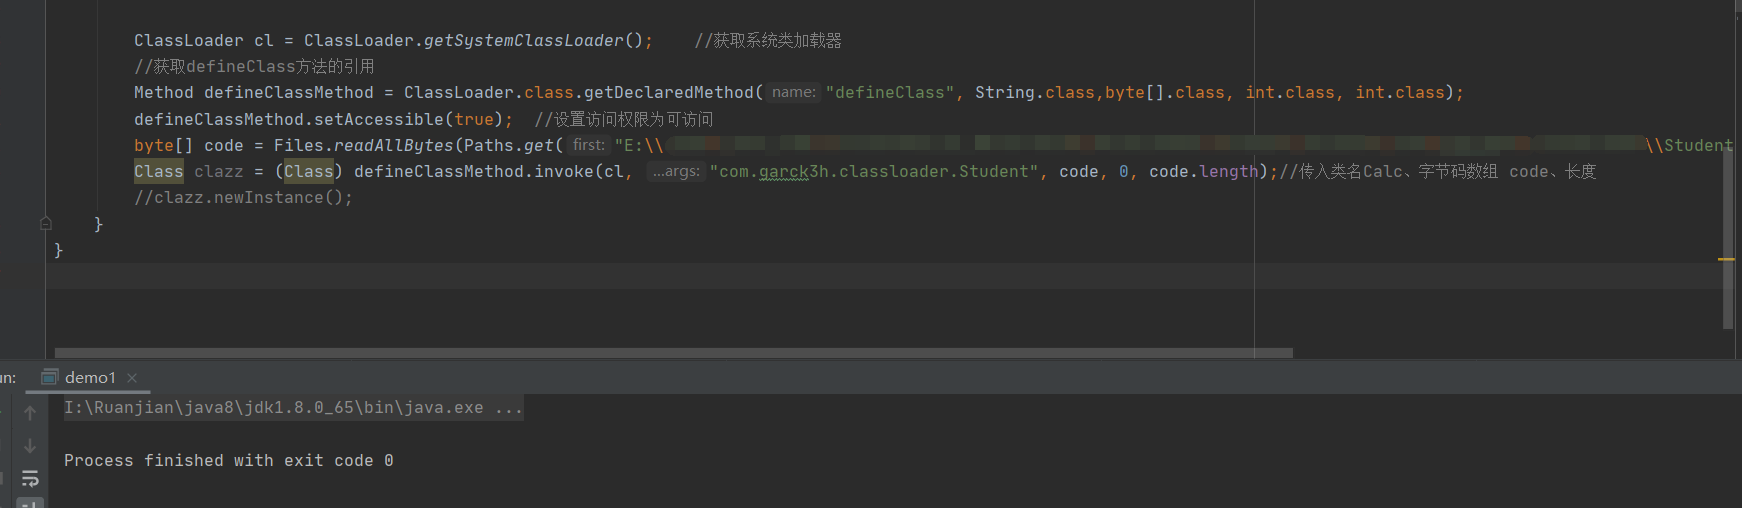 ClassLoader cl = ClassLoader.getSystemClassLoader();    //获取系统类加载器
//获取defineClass方法的引用
Method defineClassMethod = ClassLoader.class.getDeclaredMethod( name: "defineClass", String.class,byte[].class, int.class, int.class);
defineClassMethod.setAccessible(true);  //设置访问权限为可访问
byte[] code = Files.readAllBytes(Paths.get( first: "E:\\ \\Student
Class clazz = (Class) defineClassMethod.invoke(cl, ...args: "com.garck3h.classloader.Student", code, 0, code.length);//传入类名Calc、字节码数组 code、长度
//clazz.newInstance();
}
}
un: demo1
I:\Ruanjian\java8\jdk1.8.0_65\bin\java.exe ...
Process finished with exit code 0